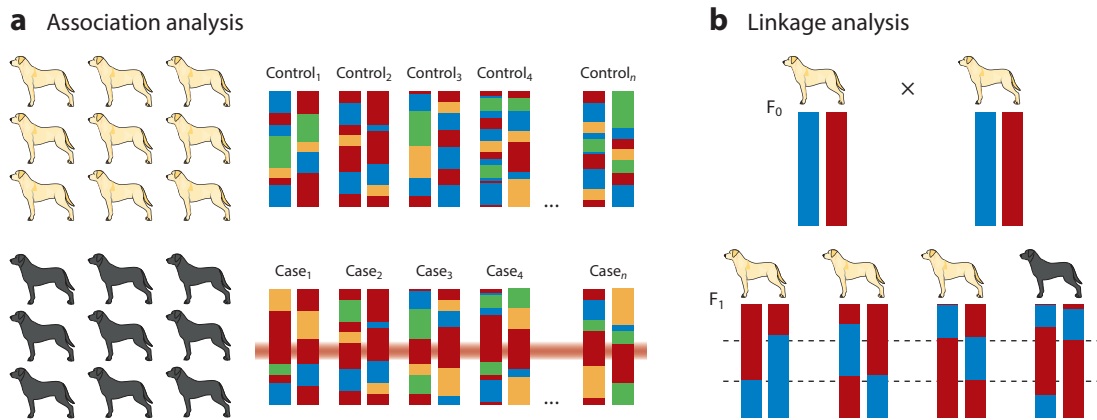 a Association analysis
Control₁ Control₂ Control₃ Control₄ Controlₙ
...
Case₁ Case₂ Case₃ Case₄ Caseₙ
...
b Linkage analysis
F₀ ×
F₁